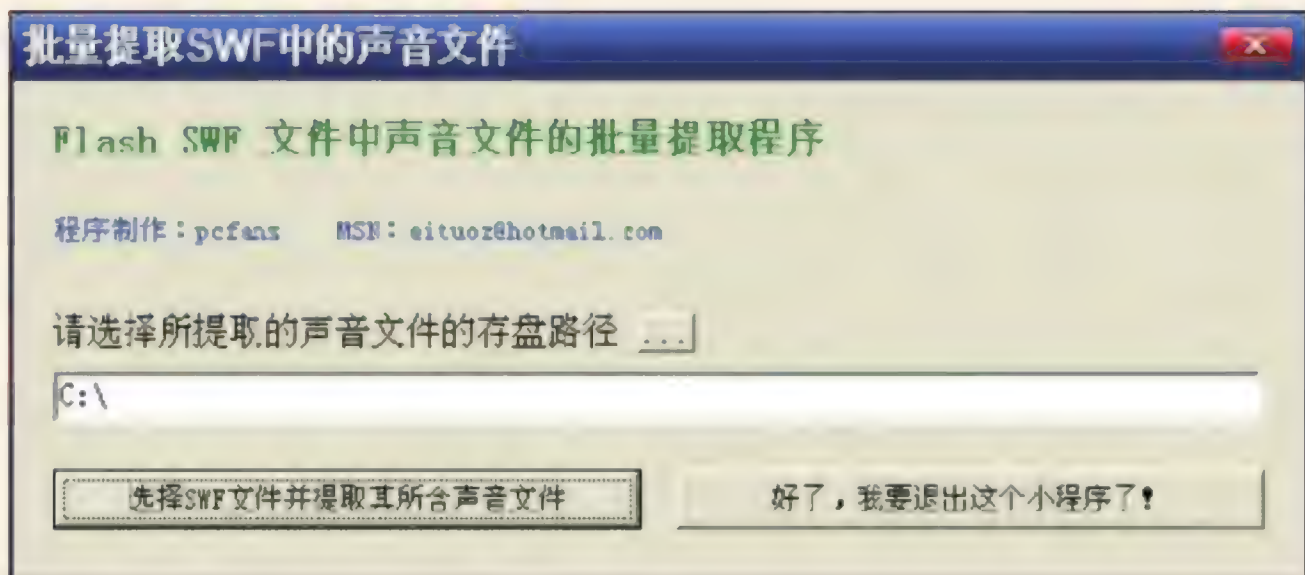 批量提取SWF中的声音文件
Flash SWF 文件中声音文件的批量提取程序
程序制作：pcfans MSN：eituoz@hotmail.com
请选择所提取的声音文件的存盘路径 ...
C:\
选择SWF文件并提取其所含声音文件 好了，我要退出这个小程序了！